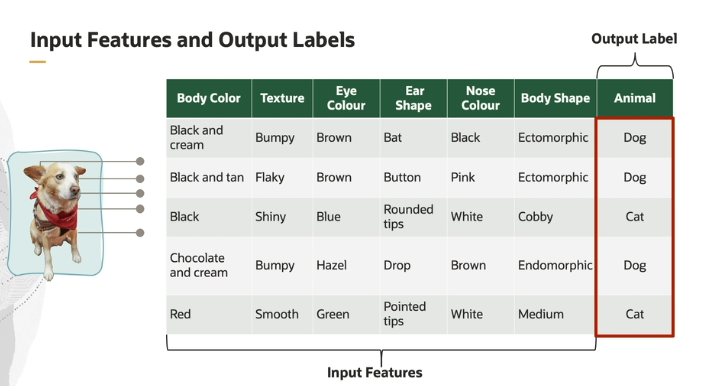 Input Features and Output Labels
Output Label
Body Color Texture Eye Colour Ear Shape Nose Colour Body Shape Animal
Black and cream Bumpy Brown Bat Black Ectomorphic Dog
Black and tan Flaky Brown Button Pink Ectomorphic Dog
Black Shiny Blue Rounded tips White Cobby Cat
Chocolate and cream Bumpy Hazel Drop Brown Endomorphic Dog
Red Smooth Green Pointed tips White Medium Cat
Input Features